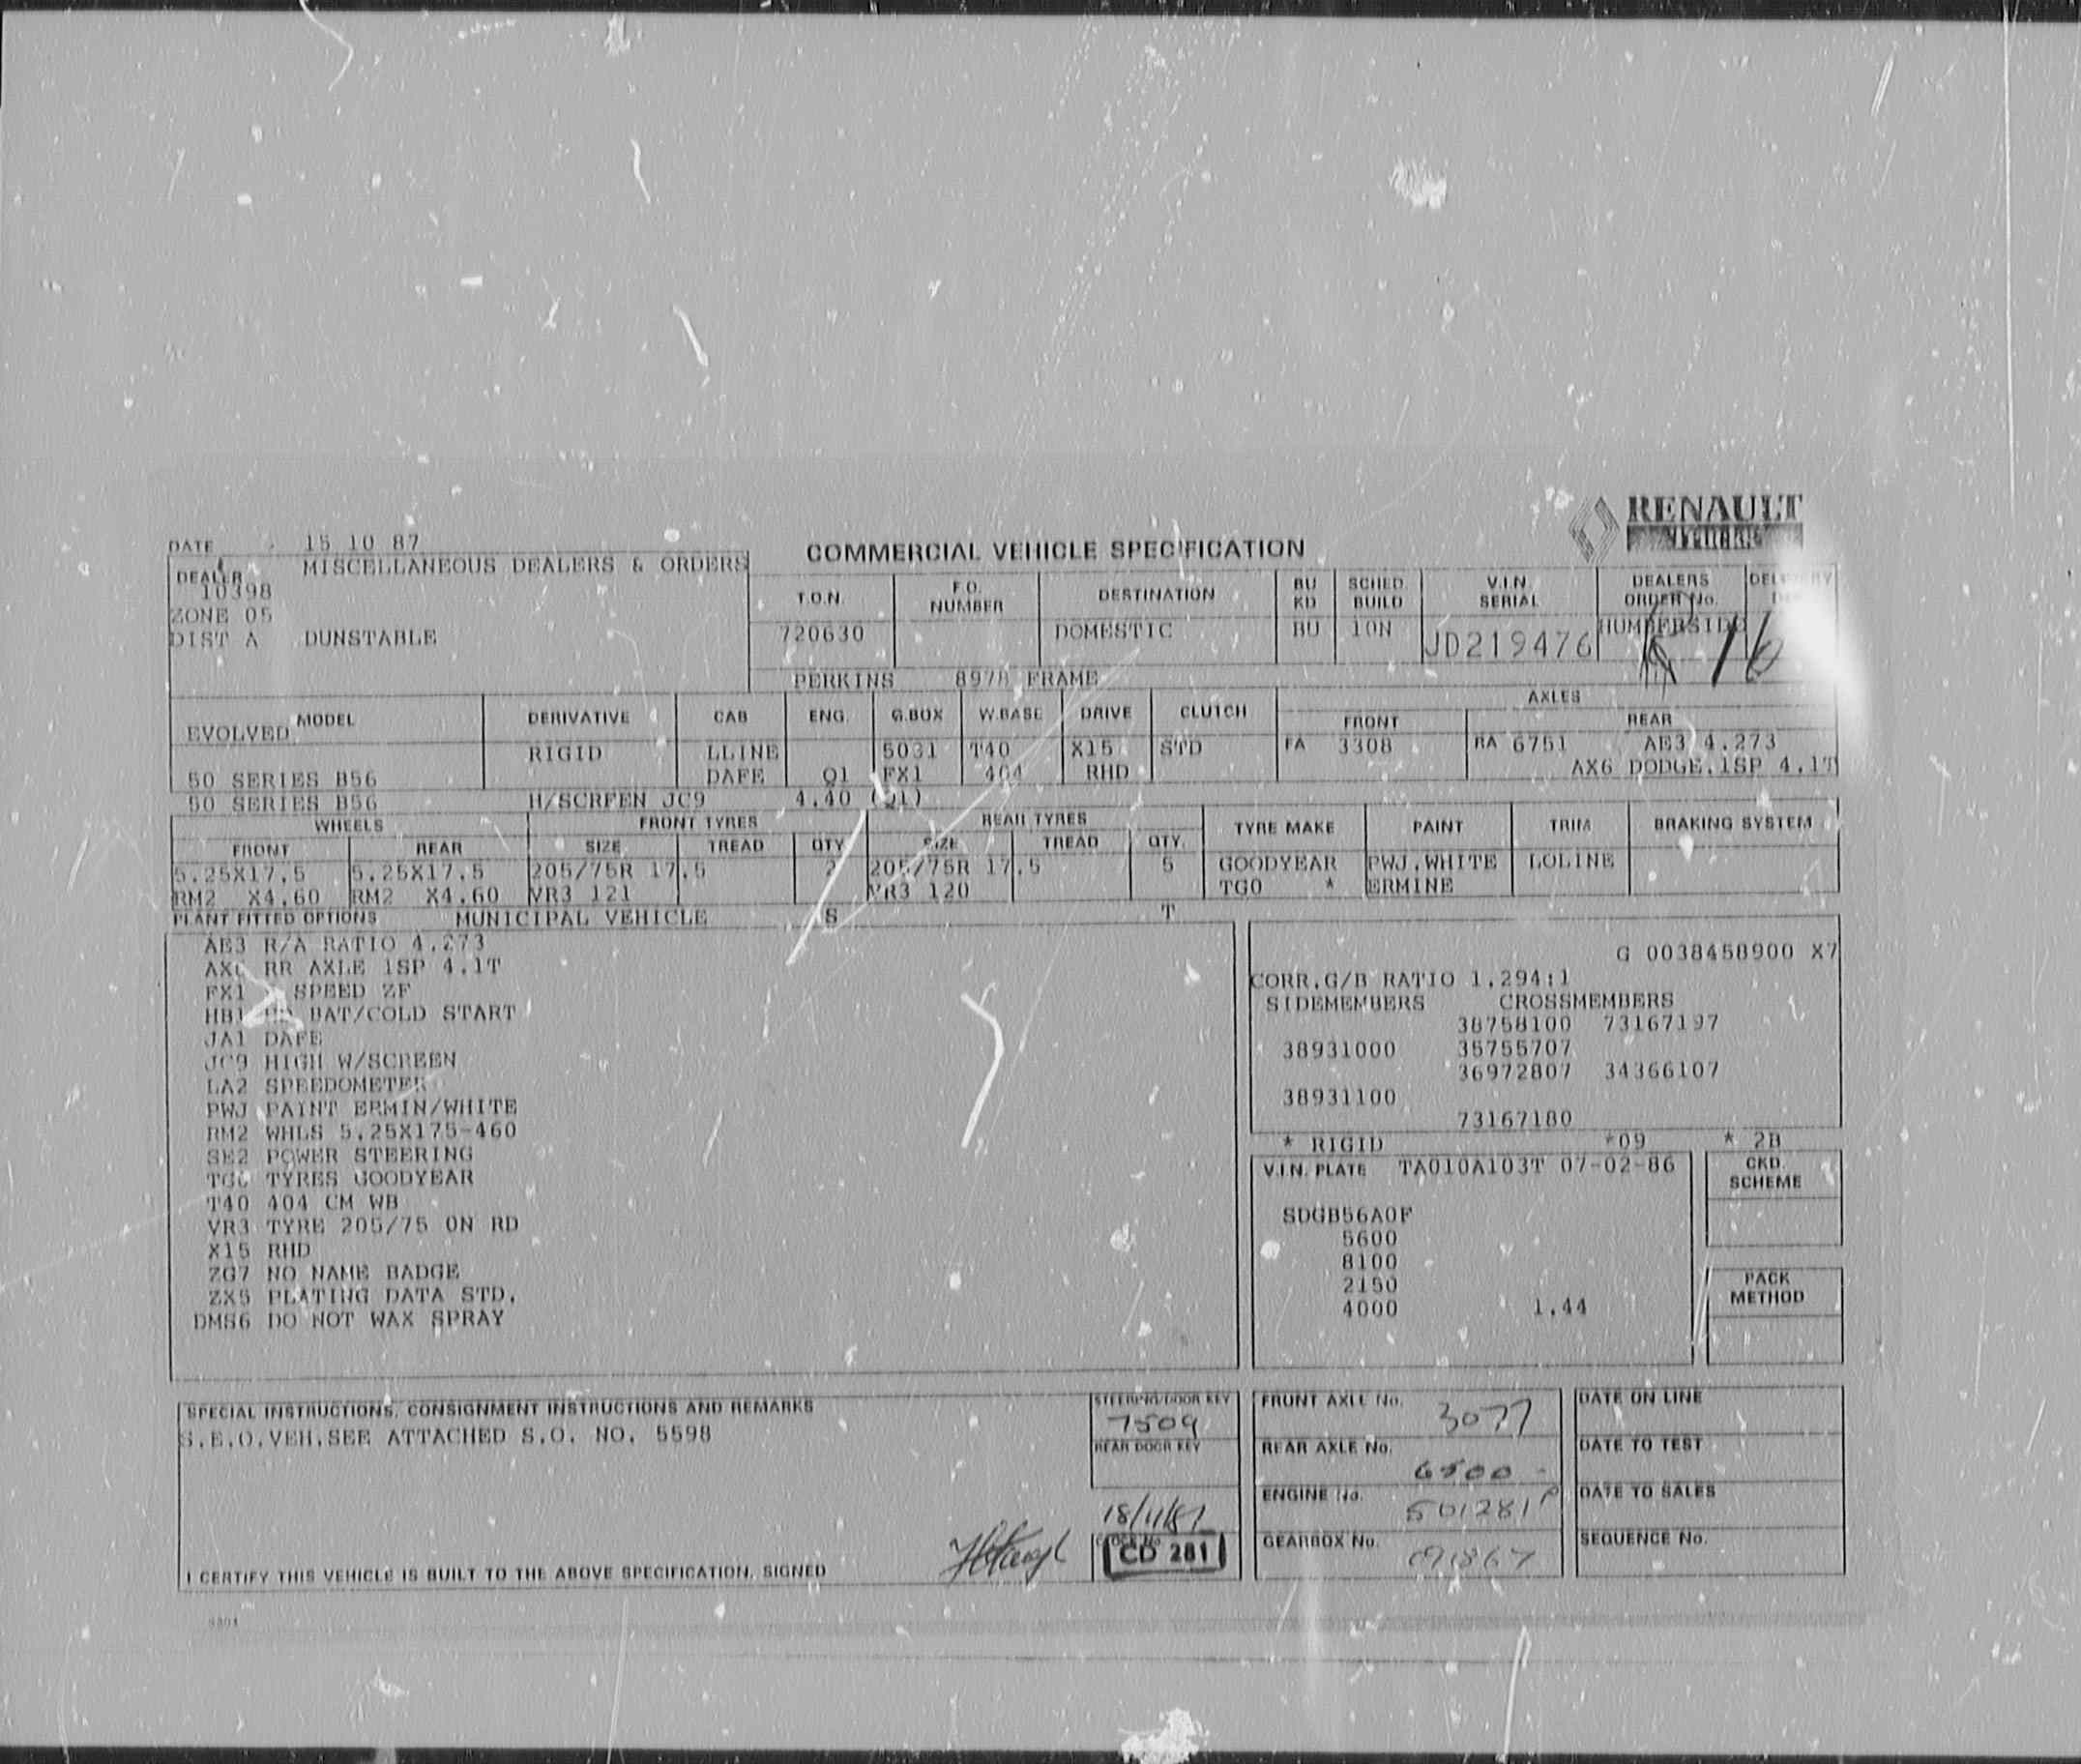 RENAULT
DATE 15 10 87
COMMERCIAL VEHICLE SPECIFICATION
DEALER MISCELLANEOUS DEALERS & ORDERS
10398
ZONE 05
DIST A DUNSTABLE
T.O.N. F.O. NUMBER DESTINATION BU KD SCHED. BUILD V.I.N. SERIAL DEALERS ORDER No.
720630 DOMESTIC BU 10N JD219476 HUMBERSIDE 16
PERKINS 897B FRAME
MODEL DERIVATIVE CAB ENG. G.BOX W.BASE DRIVE CLUTCH AXLES
FRONT REAR
EVOLVED
RIGID LLINE 5031 T40 X15 STD FA 3308 RA 6751 AE3 4.273
50 SERIES B56 DAFE Q1 FX1 404 RHD AX6 DODGE.1SP 4.1T
50 SERIES B56 H/SCREEN JC9 4.40 (Q1)
WHEELS FRONT TYRES REAR TYRES TYRE MAKE PAINT TRIM BRAKING SYSTEM
FRONT REAR SIZE TREAD QTY SIZE TREAD QTY.
5.25X17.5 5.25X17.5 205/75R 17.5 2 205/75R 17.5 5 GOODYEAR PWJ.WHITE LOLINE
RM2 X4.60 RM2 X4.60 VR3 121 VR3 120 TG0 * ERMINE
PLANT FITTED OPTIONS MUNICIPAL VEHICLE S T
AE3 R/A RATIO 4.273
AX6 RR AXLE 1SP 4.1T
FX1 SPEED ZF
HB1 BAT/COLD START
JA1 DAFE
JC9 HIGH W/SCREEN
LA2 SPEEDOMETER
PWJ PAINT ERMIN/WHITE
RM2 WHLS 5.25X175-460
SE2 POWER STEERING
TG0 TYRES GOODYEAR
T40 404 CM WB
VR3 TYRE 205/75 ON RD
X15 RHD
ZG7 NO NAME BADGE
ZX5 PLATING DATA STD.
DMS6 DO NOT WAX SPRAY
G 0038458900 X7
CORR.G/B RATIO 1.294:1
SIDEMEMBERS CROSSMEMBERS
38758100 73167197
38931000 35755707
36972807 34366107
38931100
73167180
* RIGID *09 * 2B
V.I.N. PLATE TA010A103T 07-02-86
CKD. SCHEME
SDGB56A0F
5600
8100
2150
4000 1.44
PACK METHOD
SPECIAL INSTRUCTIONS, CONSIGNMENT INSTRUCTIONS AND REMARKS
S.E.O.VEH.SEE ATTACHED S.O. NO. 5598
STEERING/DOOR KEY
7509
REAR DOOR KEY
18/11/87
CD 281
I CERTIFY THIS VEHICLE IS BUILT TO THE ABOVE SPECIFICATION, SIGNED
FRONT AXLE No. 3077
REAR AXLE No. 6500
ENGINE No. 501281P
GEARBOX No.
DATE ON LINE
DATE TO TEST
DATE TO SALES
SEQUENCE No.